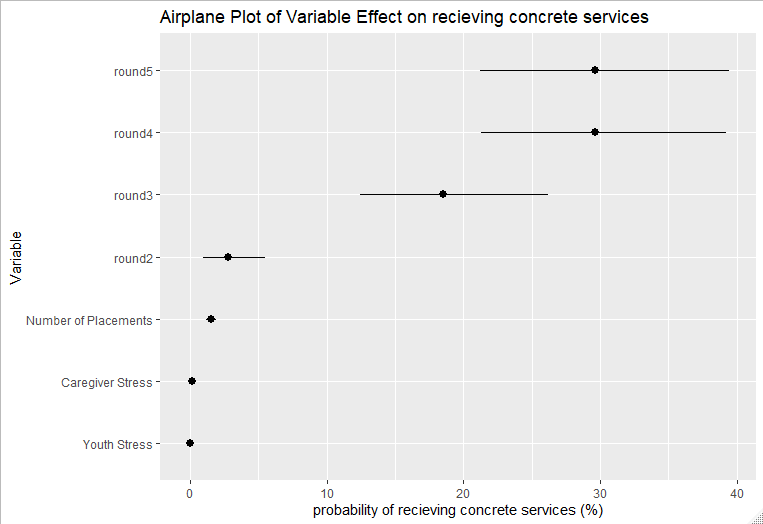 Airplane Plot of Variable Effect on recieving concrete services
round5
round4
round3
round2
Number of Placements
Caregiver Stress
Youth Stress
Variable
0 10 20 30 40
probability of recieving concrete services (%)